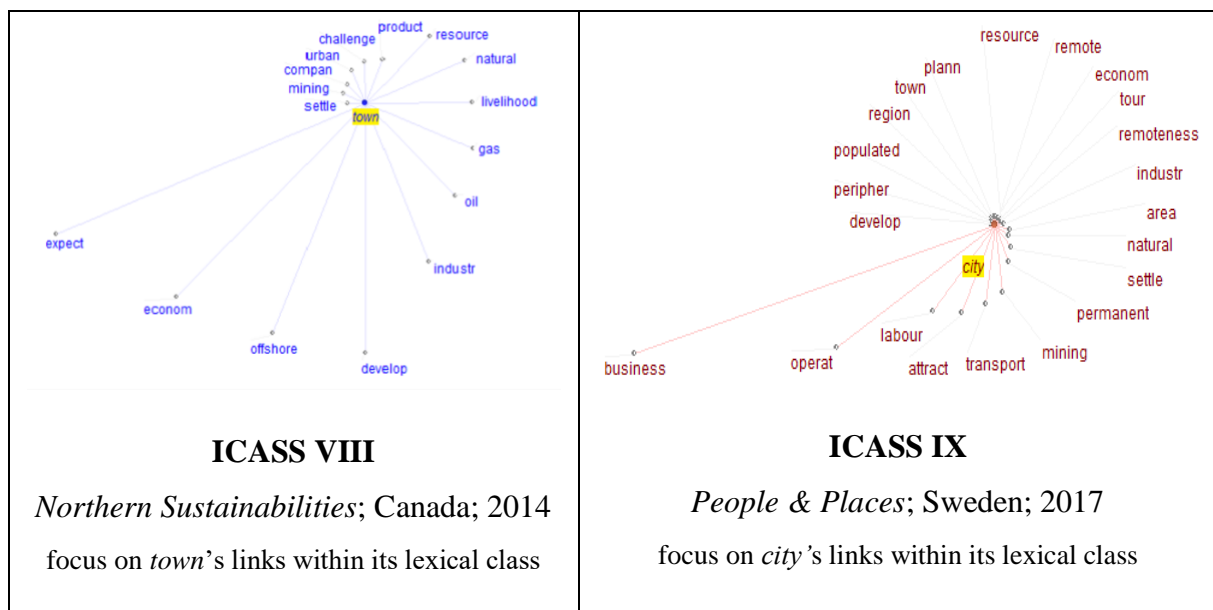 product
challenge
resource
urban
natural
compan
mining
livelihood
settle
town
gas
oil
expect
industr
econom
offshore
develop
ICASS VIII
Northern Sustainabilities; Canada; 2014
focus on town’s links within its lexical class
resource
remote
plann
econom
town
tour
region
remoteness
populated
industr
peripher
area
develop
natural
city
settle
permanent
labour
mining
operat
transport
business
attract
ICASS IX
People & Places; Sweden; 2017
focus on city’s links within its lexical class